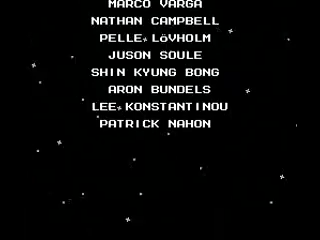 MARCO VARGA
NATHAN CAMPBELL
PELLE LÖVHOLM
JUSON SOULE
SHIN KYUNG BONG
ARON BUNDELS
LEE KONSTANTINOU
PATRICK NAHON